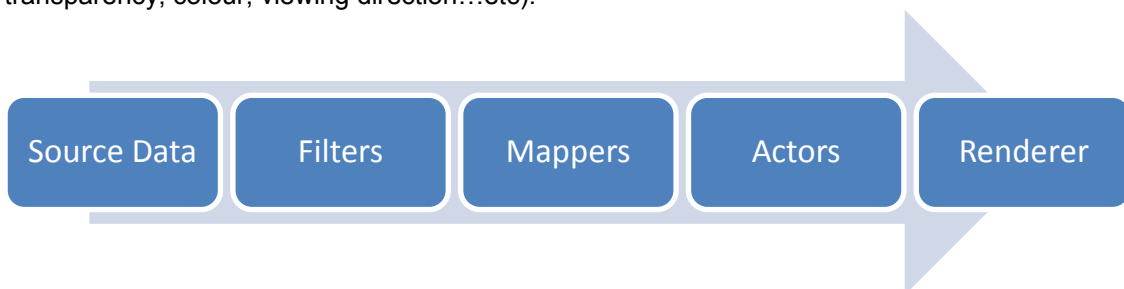 transparency, colour, viewing direction…etc).
Source Data
Filters
Mappers
Actors
Renderer